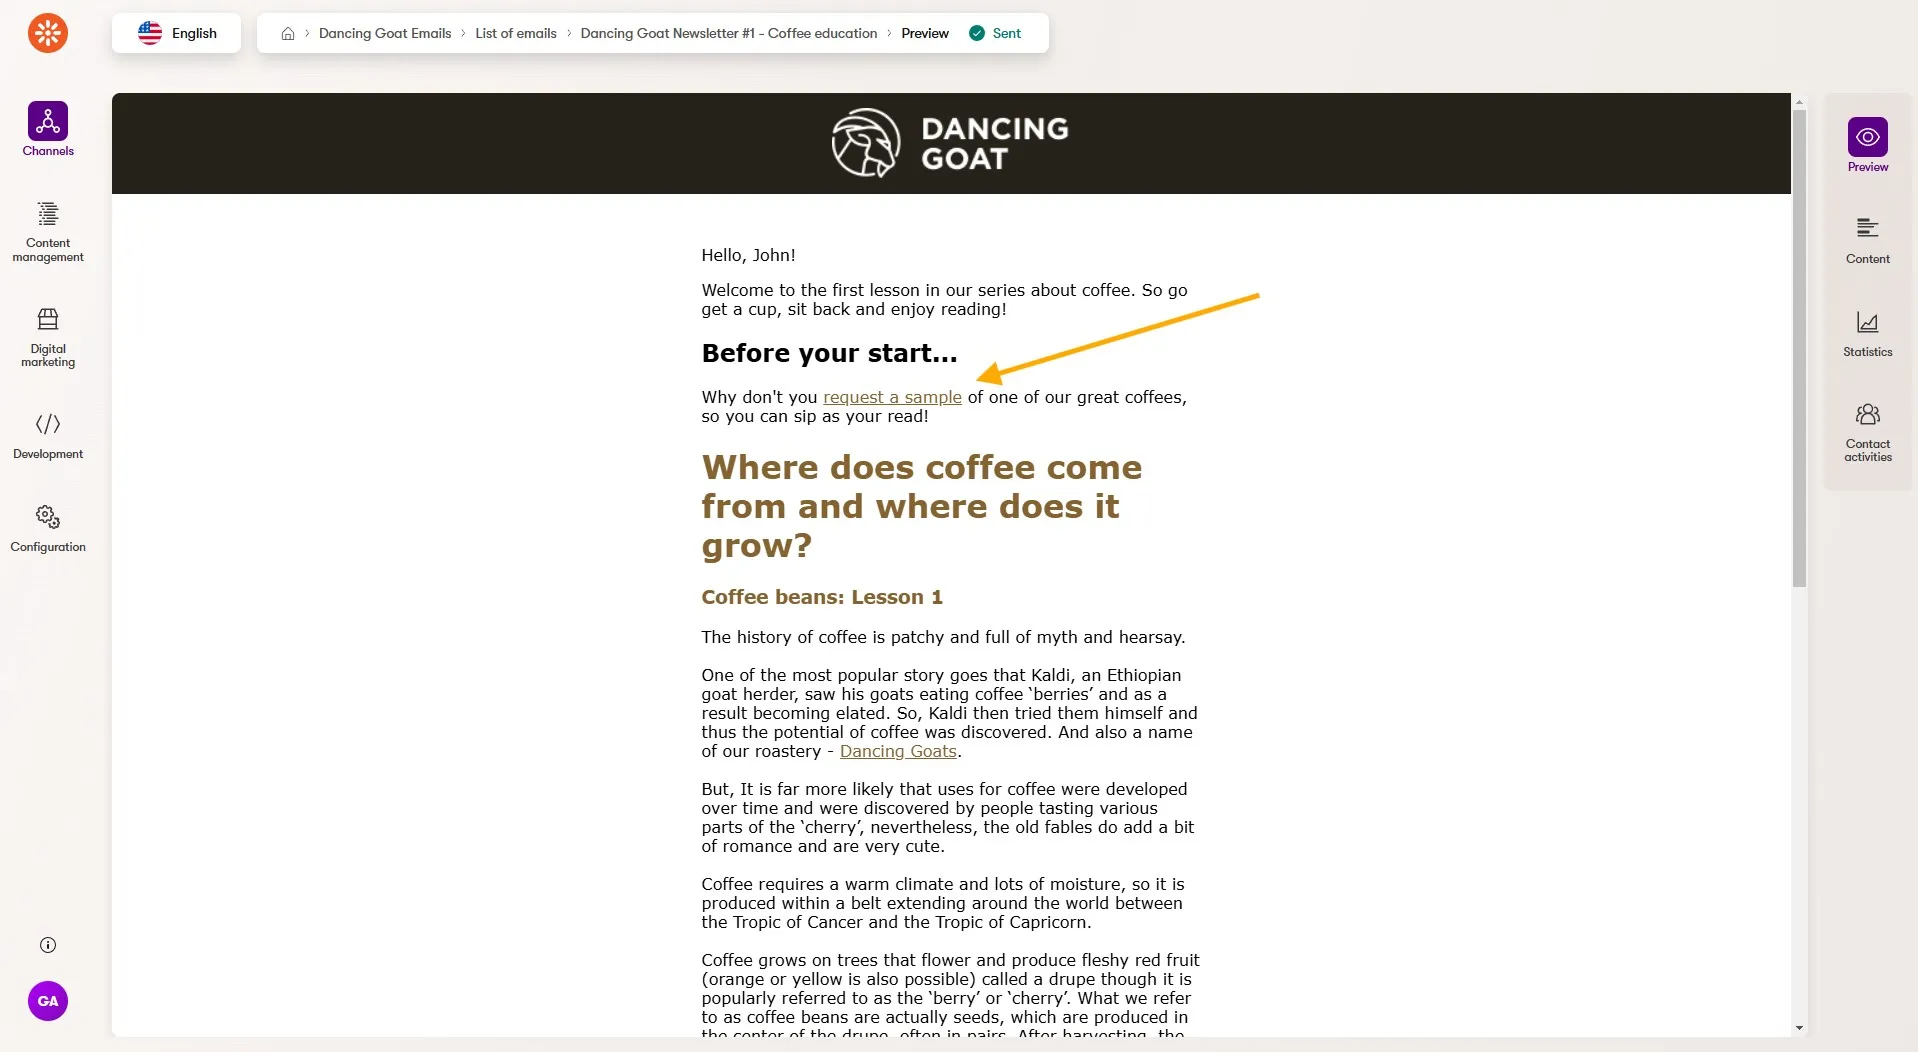 English
Dancing Goat Emails › List of emails › Dancing Goat Newsletter #1 - Coffee education › Preview Sent
Channels
Content
management
Digital
marketing
Development
Configuration
GA
DANCING
GOAT
Hello, John!
Welcome to the first lesson in our series about coffee. So go
get a cup, sit back and enjoy reading!
Before your start...
Why don't you request a sample of one of our great coffees,
so you can sip as your read!
Where does coffee come
from and where does it
grow?
Coffee beans: Lesson 1
The history of coffee is patchy and full of myth and hearsay.
One of the most popular story goes that Kaldi, an Ethiopian
goat herder, saw his goats eating coffee ‘berries’ and as a
result becoming elated. So, Kaldi then tried them himself and
thus the potential of coffee was discovered. And also a name
of our roastery - Dancing Goats.
But, It is far more likely that uses for coffee were developed
over time and were discovered by people tasting various
parts of the ‘cherry’, nevertheless, the old fables do add a bit
of romance and are very cute.
Coffee requires a warm climate and lots of moisture, so it is
produced within a belt extending around the world between
the Tropic of Cancer and the Tropic of Capricorn.
Coffee grows on trees that flower and produce fleshy red fruit
(orange or yellow is also possible) called a drupe though it is
popularly referred to as the ‘berry’ or ‘cherry’. What we refer
to as coffee beans are actually seeds, which are produced in
the center of the drupe, often in pairs. After harvesting, the
Preview
Content
Statistics
Contact
activities